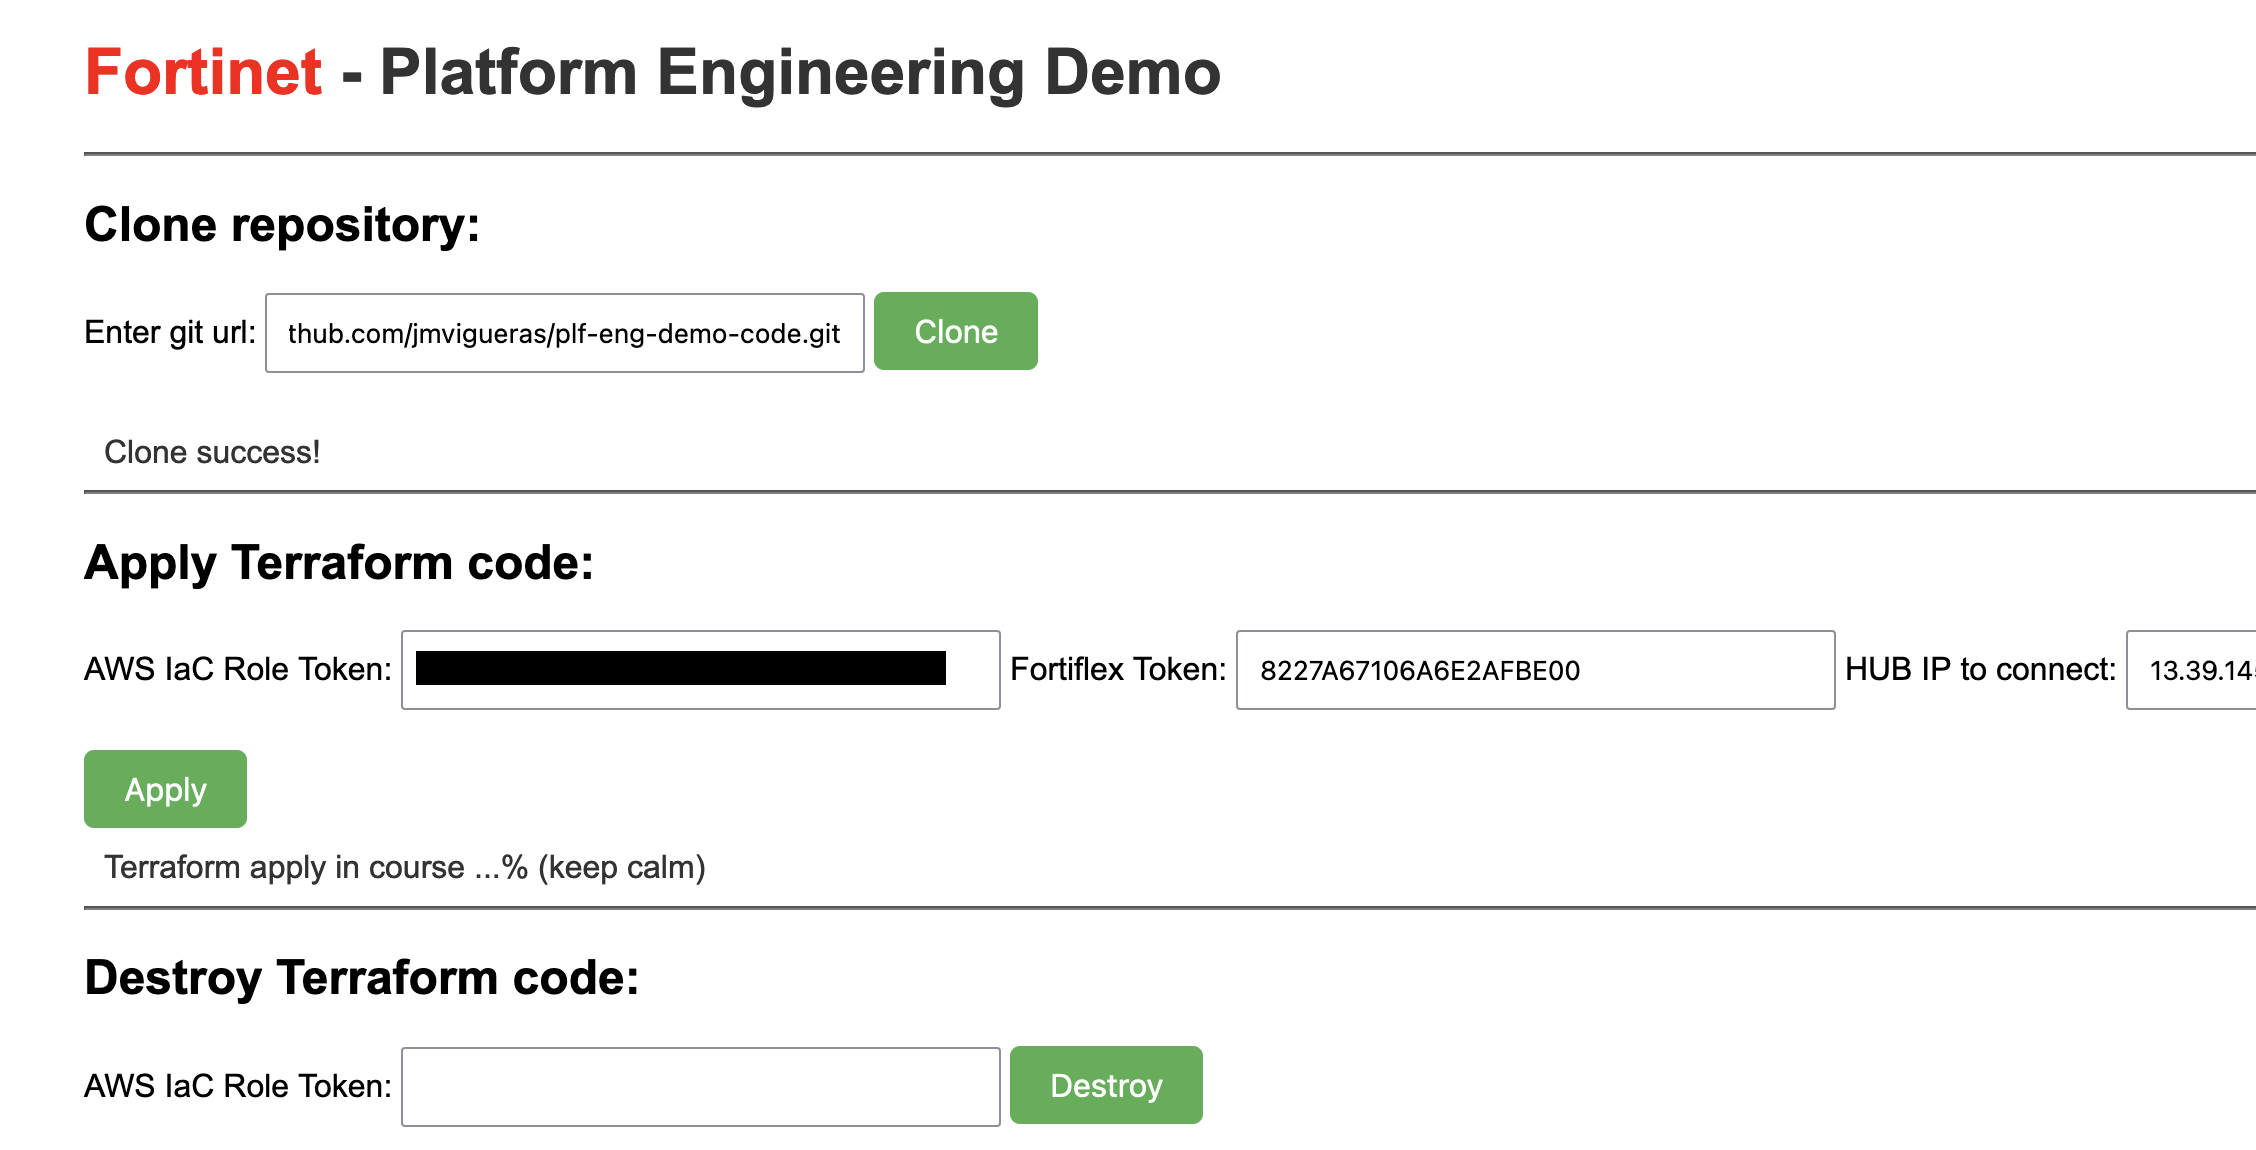 Fortinet - Platform Engineering Demo
Clone repository:
Enter git url: thub.com/jmvigueras/plf-eng-demo-code.git Clone
Clone success!
Apply Terraform code:
AWS IaC Role Token: Fortiflex Token: 8227A67106A6E2AFBE00 HUB IP to connect: 13.39.14
Apply
Terraform apply in course ...% (keep calm)
Destroy Terraform code:
AWS IaC Role Token: Destroy